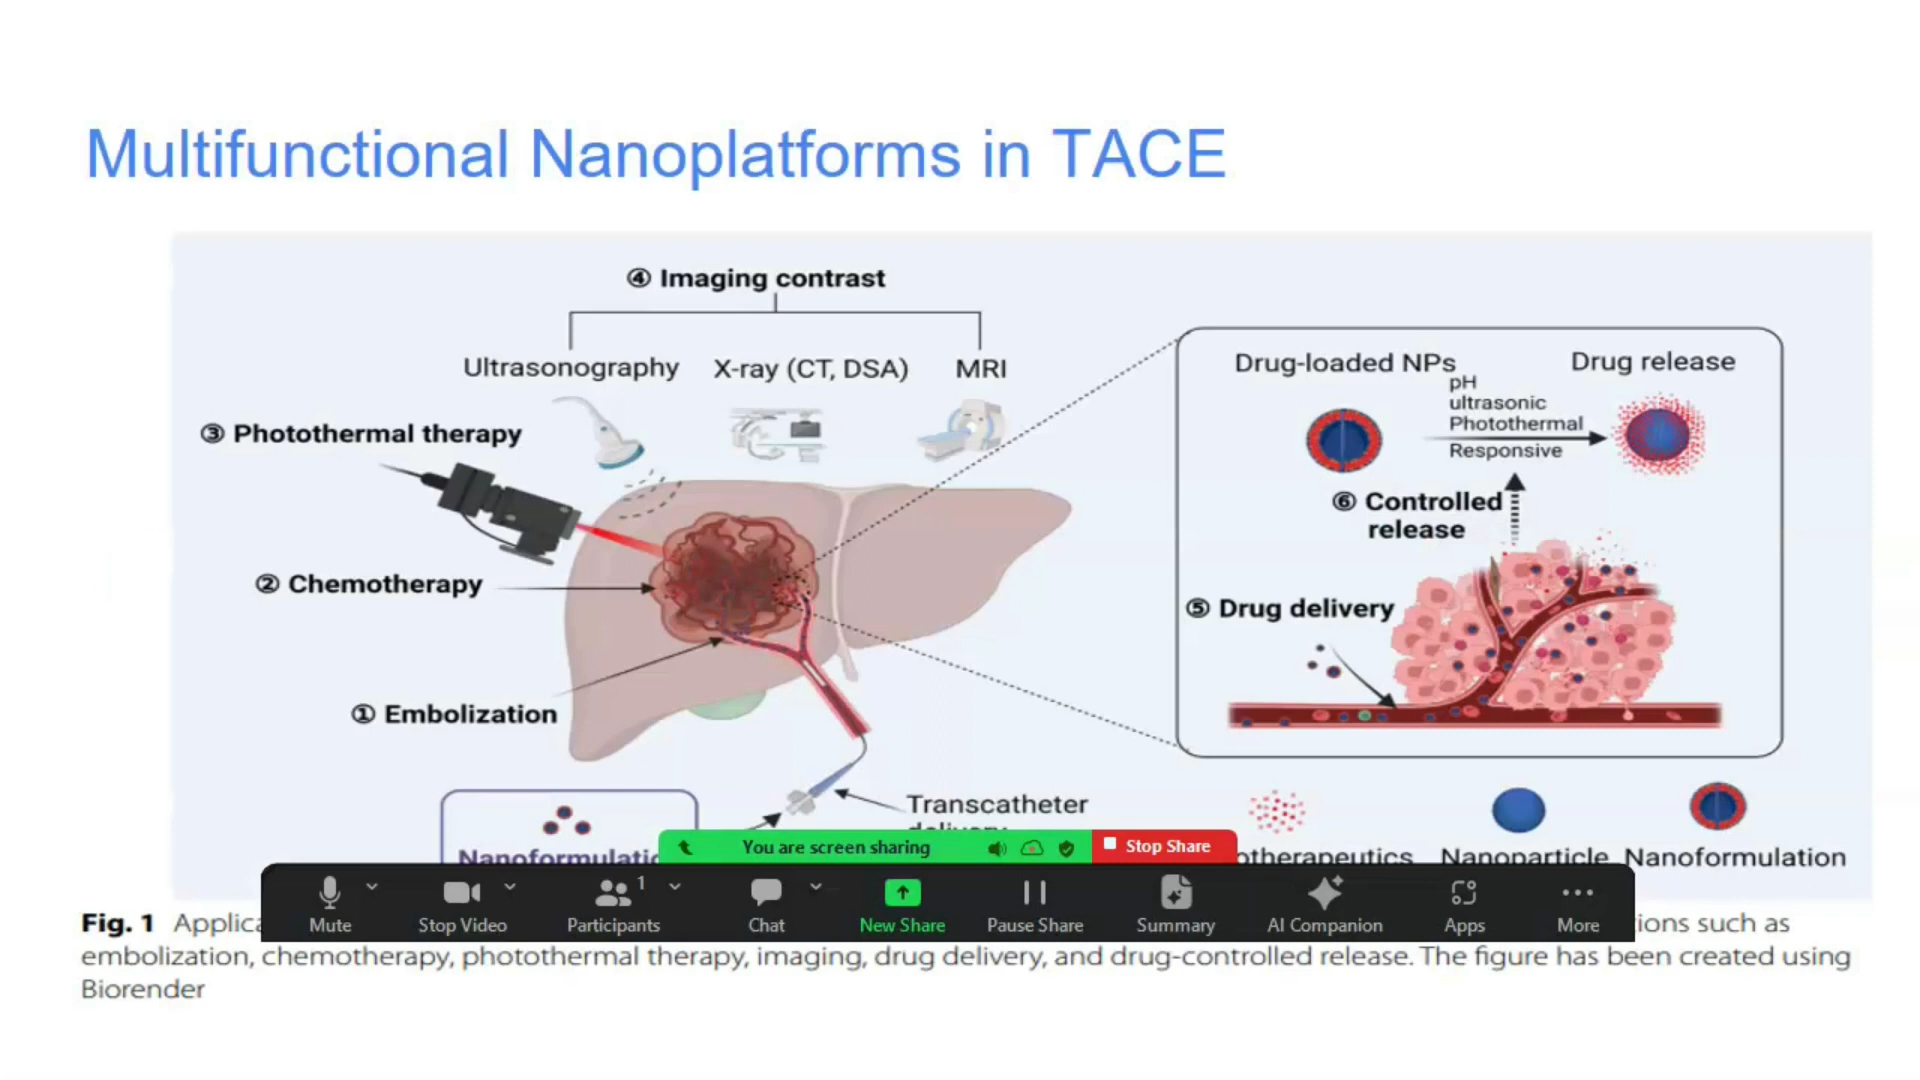 Multifunctional Nanoplatforms in TACE
④ Imaging contrast
Ultrasonography X-ray (CT, DSA) MRI
③ Photothermal therapy
② Chemotherapy
① Embolization
Transcatheter
delivery
Drug-loaded NPs
Drug release
pH
ultrasonic
Photothermal
Responsive
⑥ Controlled
release
⑤ Drug delivery
Nanoparticle
Nanoformulation
You are screen sharing
Stop Share
1
Mute
Stop Video
Participants
Chat
New Share
Pause Share
Summary
AI Companion
Apps
More
Fig. 1 such as
embolization, chemotherapy, photothermal therapy, imaging, drug delivery, and drug-controlled release. The figure has been created using
Biorender